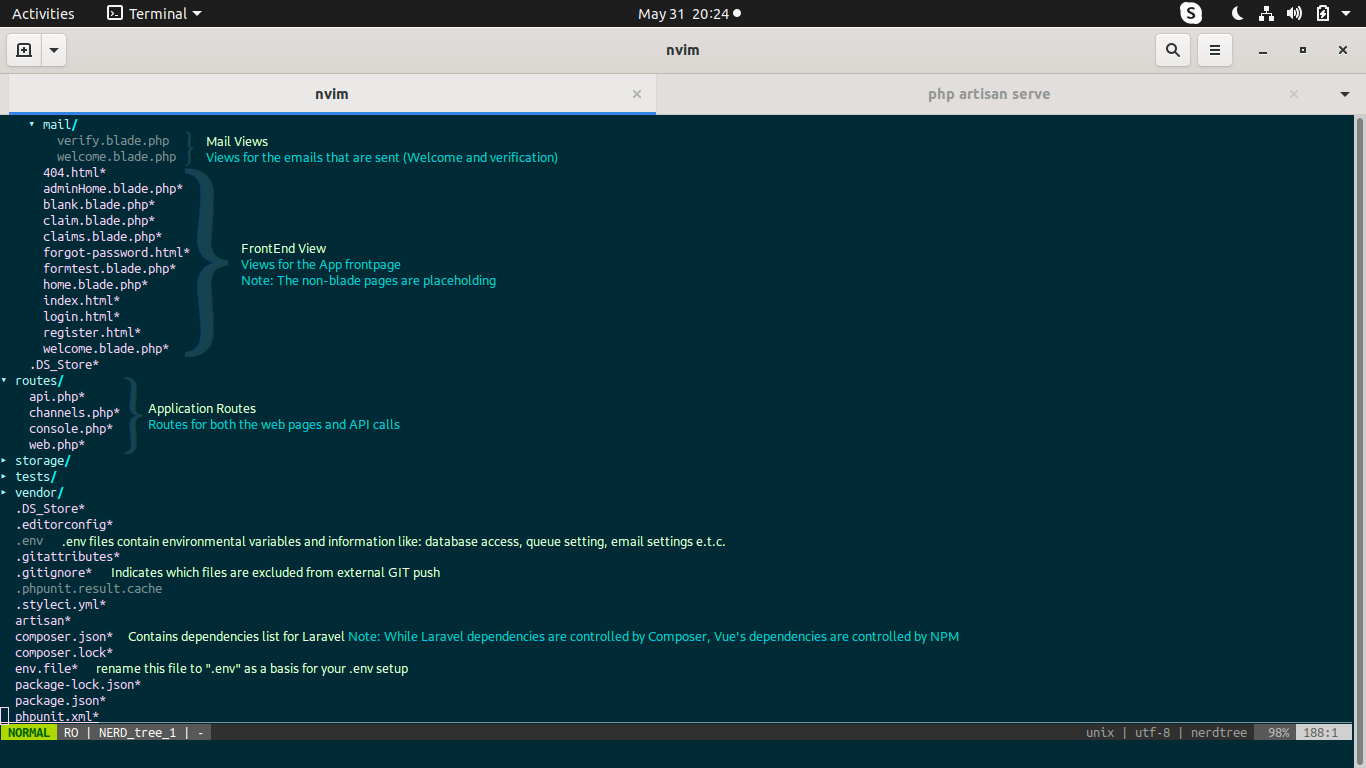 Activities Terminal May 31 20:24 S
nvim
nvim × php artisan serve ×
▾ mail/
verify.blade.php
welcome.blade.php
Mail Views
Views for the emails that are sent (Welcome and verification)
404.html*
adminHome.blade.php*
blank.blade.php*
claim.blade.php*
claims.blade.php*
forgot-password.html*
formtest.blade.php*
home.blade.php*
index.html*
login.html*
register.html*
welcome.blade.php*
FrontEnd View
Views for the App frontpage
Note: The non-blade pages are placeholding
.DS_Store*
▾ routes/
api.php*
channels.php*
console.php*
web.php*
Application Routes
Routes for both the web pages and API calls
▸ storage/
▸ tests/
▸ vendor/
.DS_Store*
.editorconfig*
.env .env files contain environmental variables and information like: database access, queue setting, email settings e.t.c.
.gitattributes*
.gitignore* Indicates which files are excluded from external GIT push
.phpunit.result.cache
.styleci.yml*
artisan*
composer.json* Contains dependencies list for Laravel Note: While Laravel dependencies are controlled by Composer, Vue's dependencies are controlled by NPM
composer.lock*
env.file* rename this file to ".env" as a basis for your .env setup
package-lock.json*
package.json*
phpunit.xml*
NORMAL RO | NERD_tree_1 | - unix | utf-8 | nerdtree 98% 188:1